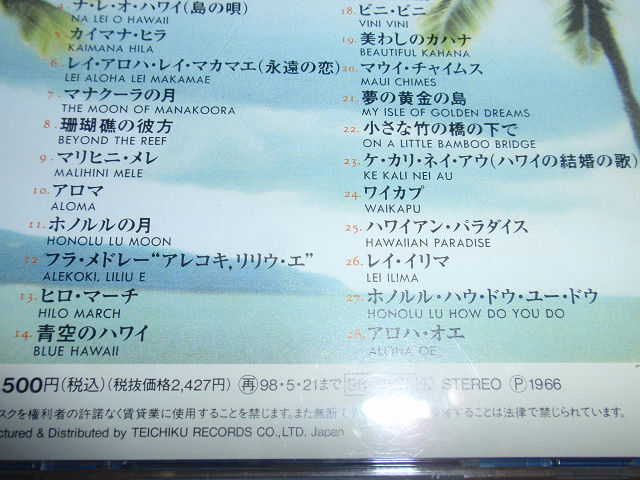 4. ナ・レ・オ・ハワイ(島の唄)
NA LEI O HAWAII
5. カイマナ・ヒラ
KAIMANA HILA
6. レイ・アロハ・レイ・マカマエ(永遠の恋)
LEI ALOHA LEI MAKAMAE
7. マナクーラの月
THE MOON OF MANAKOORA
8. 珊瑚礁の彼方
BEYOND THE REEF
9. マリヒニ・メレ
MALIHINI MELE
10. アロマ
ALOMA
11. ホノルルの月
HONOLU LU MOON
12. フラ・メドレー“アレコキ,リリウ・エ”
ALEKOKI, LILIU E
13. ヒロ・マーチ
HILO MARCH
14. 青空のハワイ
BLUE HAWAII
18. ビニ・ビニ
VINI VINI
19. 美わしのカハナ
BEAUTIFUL KAHANA
20. マウイ・チャイムス
MAUI CHIMES
21. 夢の黄金の島
MY ISLE OF GOLDEN DREAMS
22. 小さな竹の橋の下で
ON A LITTLE BAMBOO BRIDGE
23. ケ・カリ・ネイ・アウ(ハワイの結婚の歌)
KE KALI NEI AU
24. ワイカプ
WAIKAPU
25. ハワイアン・パラダイス
HAWAIIAN PARADISE
26. レイ・イリマ
LEI ILIMA
27. ホノルル・ハウ・ドウ・ユー・ドウ
HONOLU LU HOW DO YOU DO
28. アロハ・オエ
ALOHA OE
,500円(税込)(税抜価格2,427円) 再98・5・21まで STEREO Ⓟ1966
スクを権利者の許諾なく賃貸業に使用することを禁じます。また無断で することは法律で禁じられています。
ctured & Distributed by TEICHIKU RECORDS CO., LTD. Japan